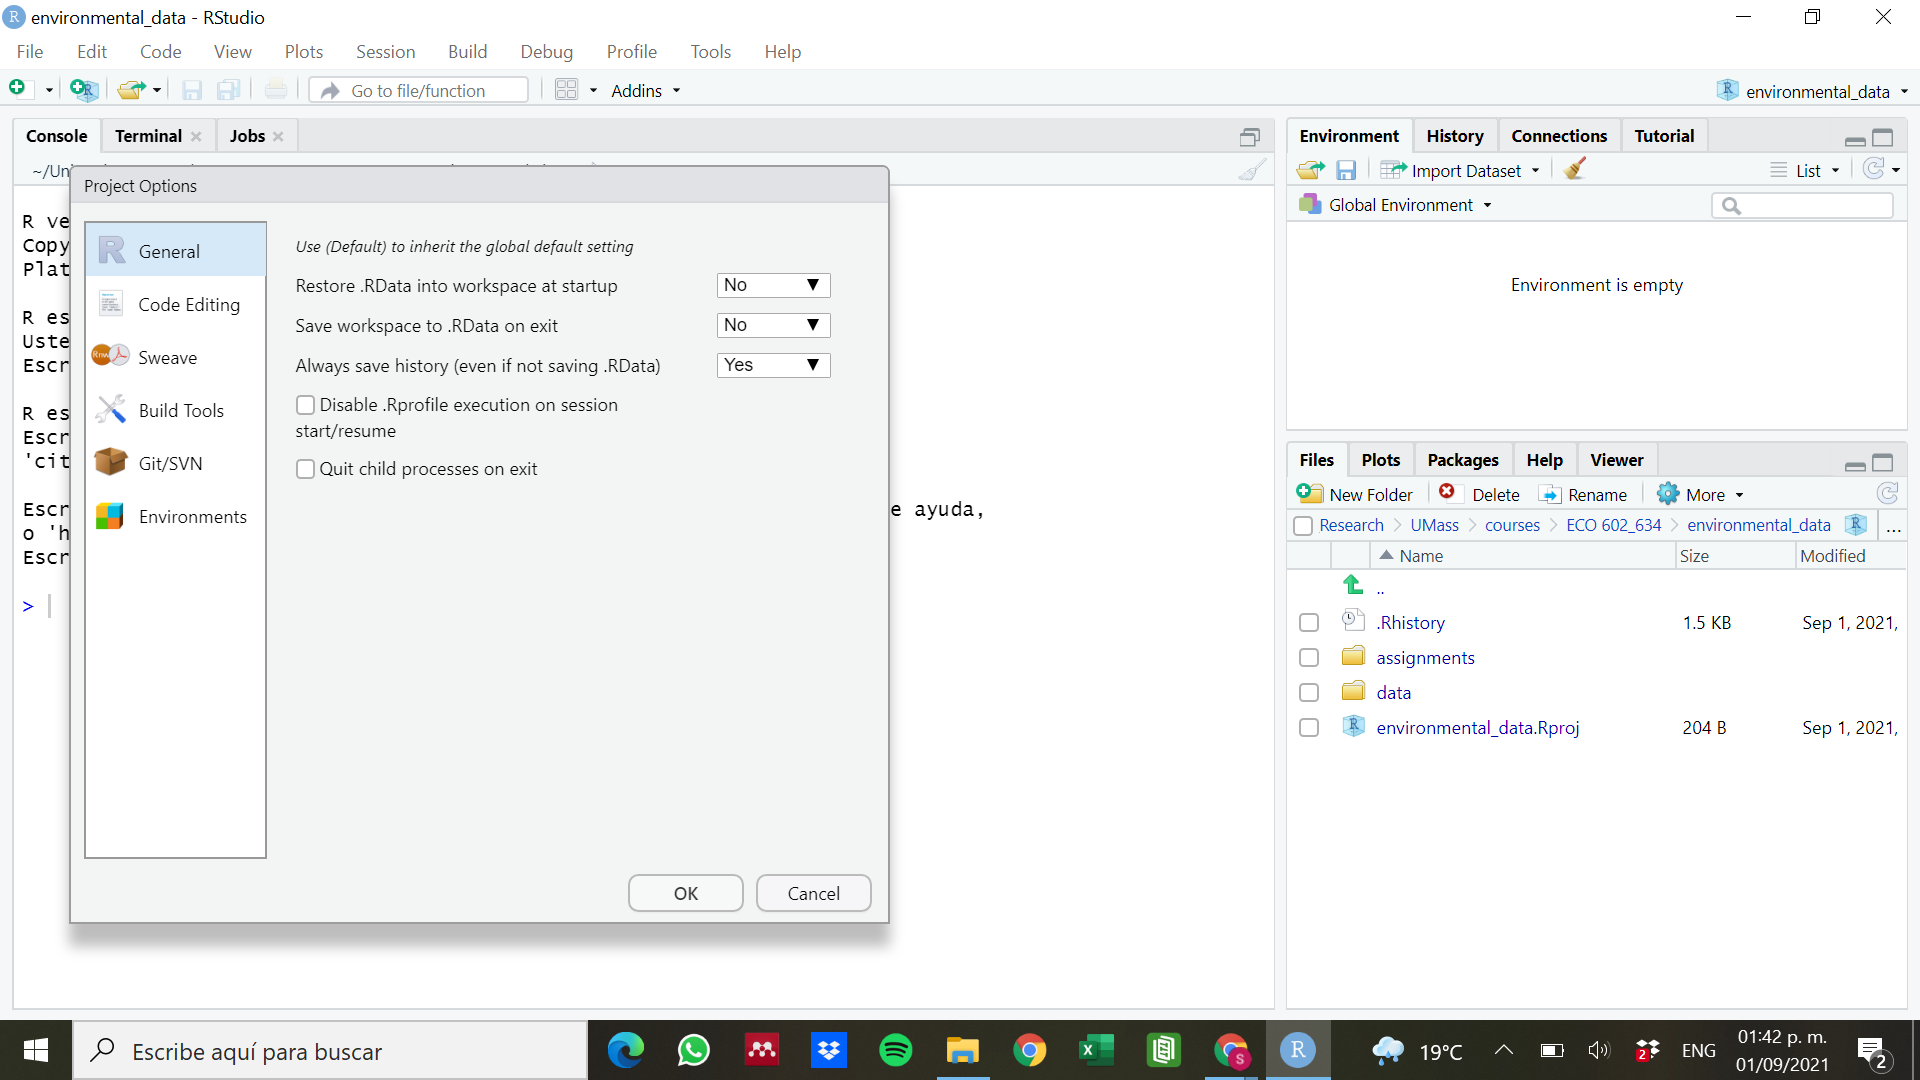 environmental_data - RStudio
File Edit Code View Plots Session Build Debug Profile Tools Help
Go to file/function
Addins
environmental_data
Console Terminal Jobs
~/Un
Project Options
General
Code Editing
Sweave
Build Tools
Git/SVN
Environments
Use (Default) to inherit the global default setting
Restore .RData into workspace at startup No
Save workspace to .RData on exit No
Always save history (even if not saving .RData) Yes
Disable .Rprofile execution on session
start/resume
Quit child processes on exit
OK Cancel
R ve
Copy
Plat
R es
Uste
Escr
R es
Escr
'cit
Escr e ayuda,
o 'h
Escr
>
Environment History Connections Tutorial
Import Dataset List
Global Environment
Environment is empty
Files Plots Packages Help Viewer
New Folder Delete Rename More
Research UMass courses ECO 602_634 environmental_data ...
Name Size Modified
..
.Rhistory 1.5 KB Sep 1, 2021,
assignments
data
environmental_data.Rproj 204 B Sep 1, 2021,
Escribe aquí para buscar
19°C
ENG
01:42 p. m.
01/09/2021
2